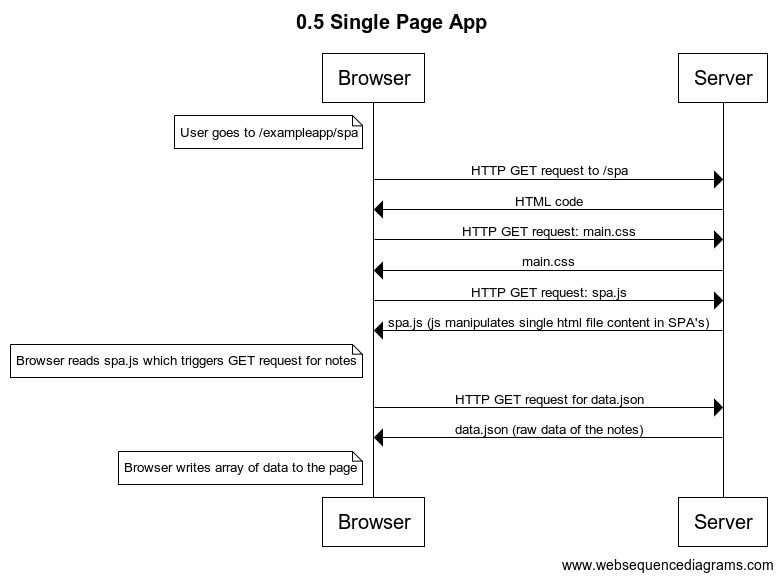 0.5 Single Page App
Browser
Server
User goes to /exampleapp/spa
HTTP GET request to /spa
HTML code
HTTP GET request: main.css
main.css
HTTP GET request: spa.js
spa.js (js manipulates single html file content in SPA's)
Browser reads spa.js which triggers GET request for notes
HTTP GET request for data.json
data.json (raw data of the notes)
Browser writes array of data to the page
Browser
Server
www.websequencediagrams.com